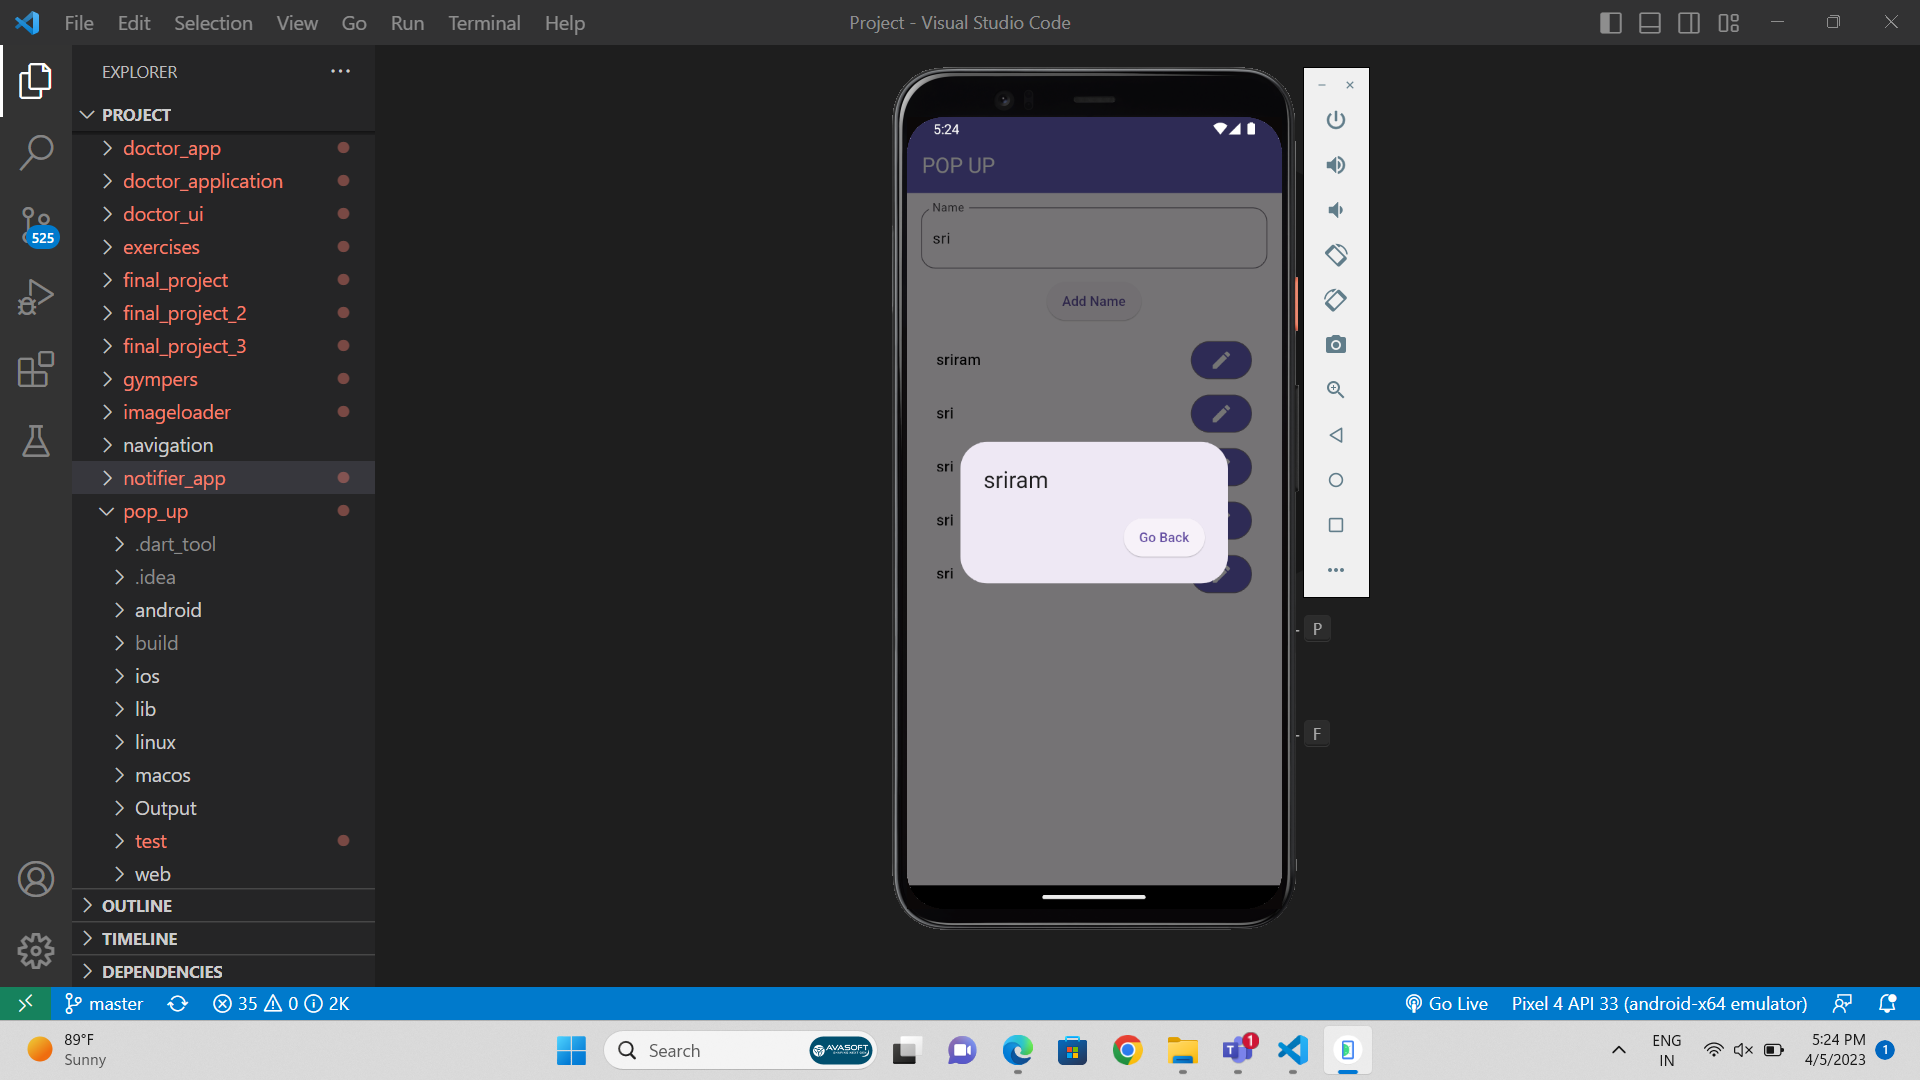 File Edit Selection View Go Run Terminal Help
Project - Visual Studio Code
EXPLORER
PROJECT
doctor_app
doctor_application
doctor_ui
exercises
final_project
final_project_2
final_project_3
gympers
imageloader
navigation
notifier_app
pop_up
.dart_tool
.idea
android
build
ios
lib
linux
macos
Output
test
web
OUTLINE
TIMELINE
DEPENDENCIES
525
5:24
POP UP
Name
sri
Add Name
sriram
sri
sri
sri
sri
sriram
Go Back
P
F
master
35 0 2K
Go Live
Pixel 4 API 33 (android-x64 emulator)
89°F
Sunny
Search
AVASOFT
1
ENG
IN
5:24 PM
4/5/2023
1